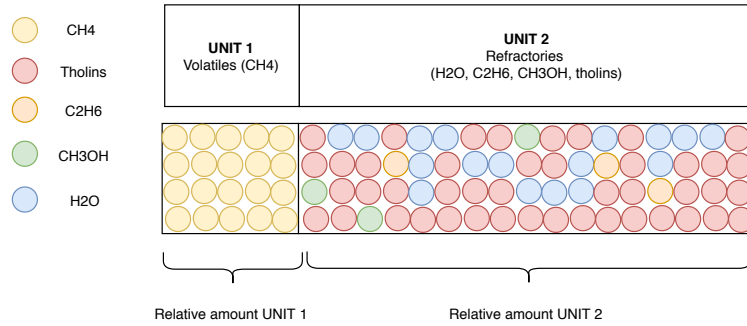 CH4
Tholins
C2H6
CH3OH
H2O
UNIT 1
Volatiles (CH4)
UNIT 2
Refractories
(H2O, C2H6, CH3OH, tholins)
Relative amount UNIT 1
Relative amount UNIT 2